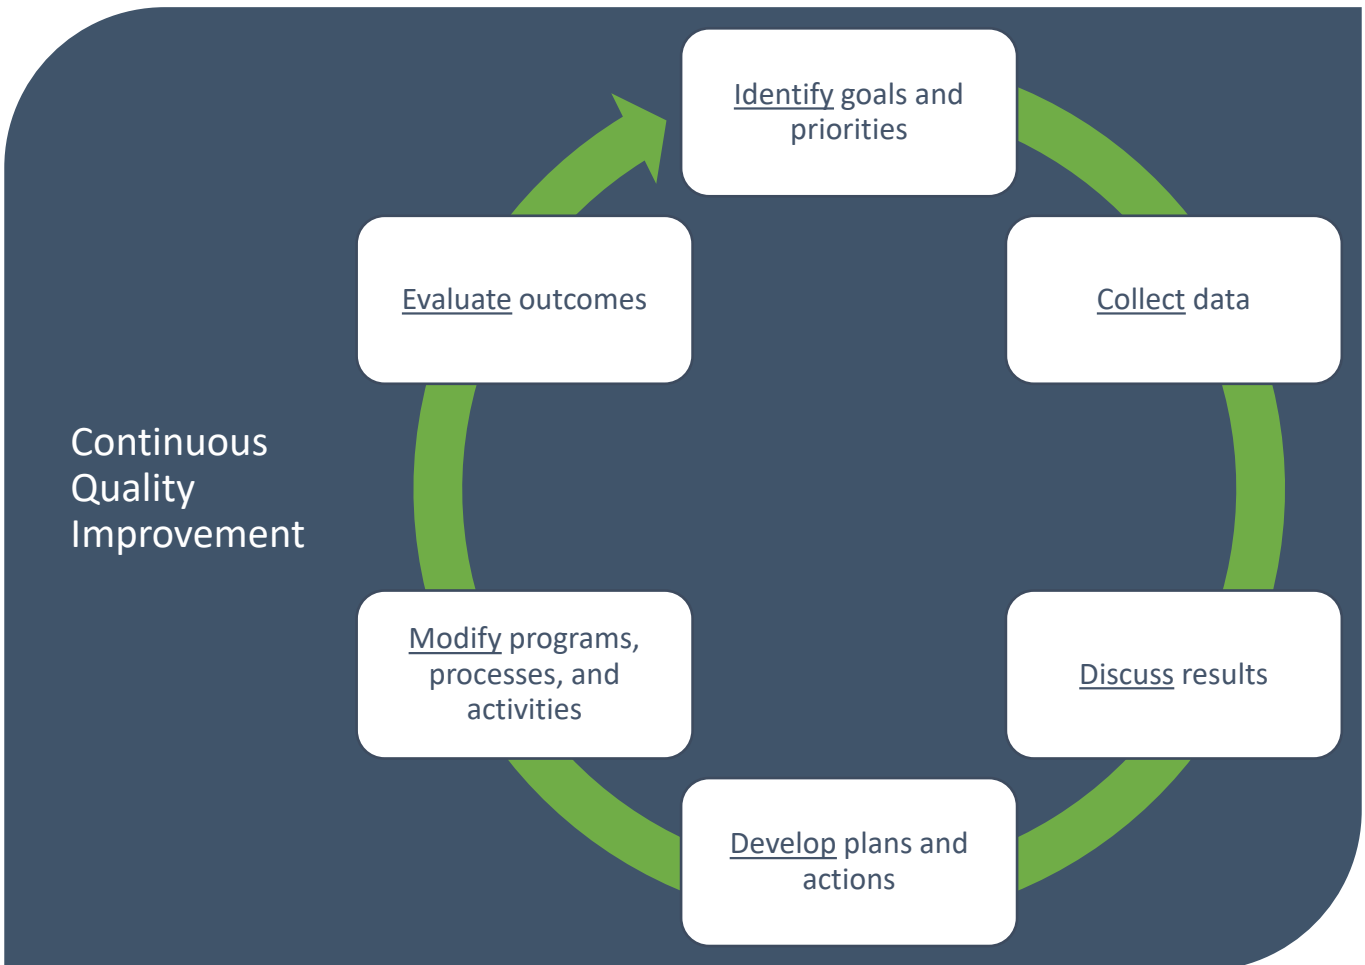 Continuous
Quality
Improvement
Identify goals and
priorities
Collect data
Discuss results
Develop plans and
actions
Modify programs,
processes, and
activities
Evaluate outcomes